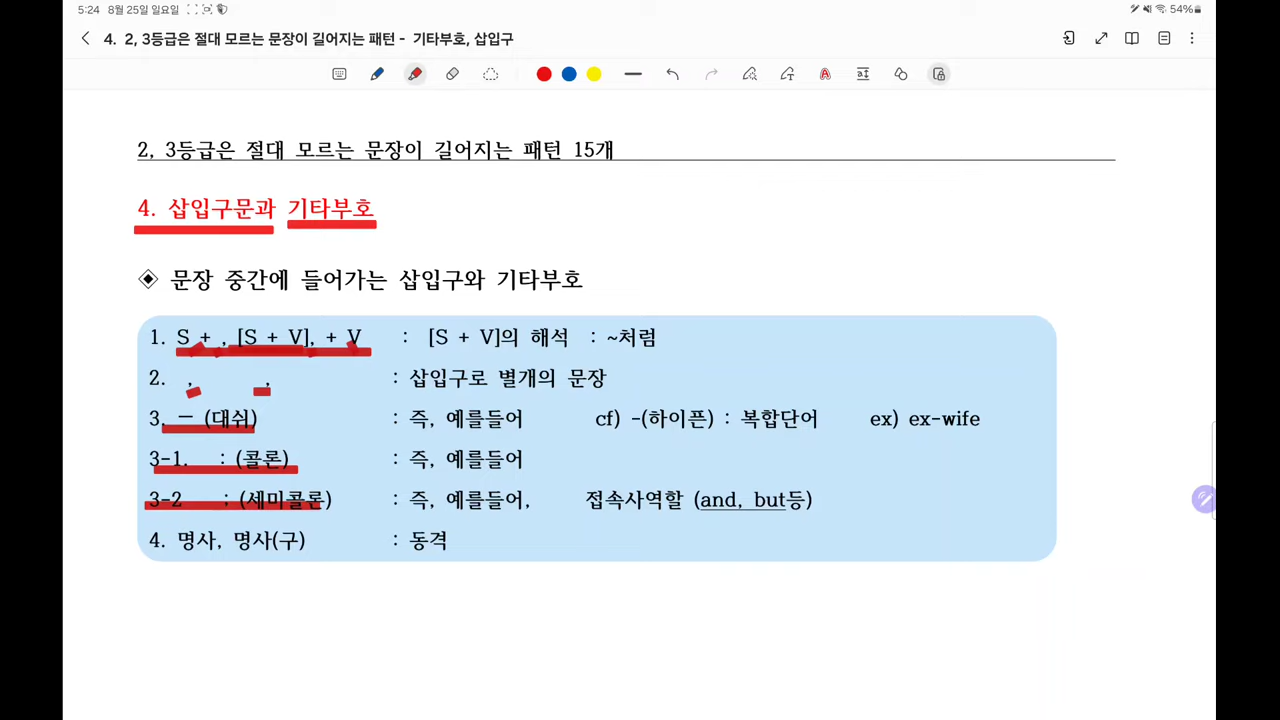 5:24 8월 25일 일요일 54%
4. 2, 3등급은 절대 모르는 문장이 길어지는 패턴 - 기타부호, 삽입구
2, 3등급은 절대 모르는 문장이 길어지는 패턴 15개
4. 삽입구문과 기타부호
◈ 문장 중간에 들어가는 삽입구와 기타부호
1. S + , [S + V], + V : [S + V]의 해석 : ~처럼
2. , , : 삽입구로 별개의 문장
3. ― (대쉬) : 즉, 예를들어 cf) -(하이픈) : 복합단어 ex) ex-wife
3-1. : (콜론) : 즉, 예를들어
3-2 ; (세미콜론) : 즉, 예를들어, 접속사역할 (and, but등)
4. 명사, 명사(구) : 동격